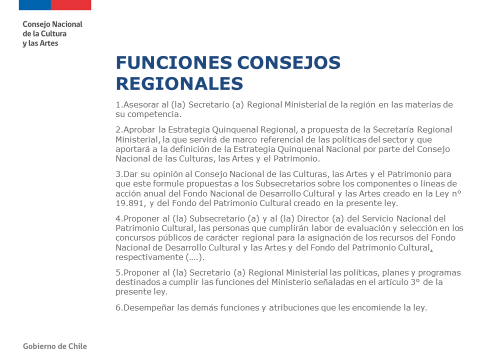 Consejo Nacional
de la Cultura
y las Artes
FUNCIONES CONSEJOS
REGIONALES
1.Asesorar al (la) Secretario (a) Regional Ministerial de la región en las materias de
su competencia.
2.Aprobar la Estrategia Quinquenal Regional, a propuesta de la Secretaría Regional
Ministerial, la que servirá de marco referencial de las políticas del sector y que
aportará a la definición de la Estrategia Quinquenal Nacional por parte del Consejo
Nacional de las Culturas, las Artes y el Patrimonio.
3.Dar su opinión al Consejo Nacional de las Culturas, las Artes y el Patrimonio para
que este formule propuestas a los Subsecretarios sobre los componentes o líneas de
acción anual del Fondo Nacional de Desarrollo Cultural y las Artes creado en la Ley nº
19.891, y del Fondo del Patrimonio Cultural creado en la presente ley.
4.Proponer al (la) Subsecretario (a) y al (la) Director (a) del Servicio Nacional del
Patrimonio Cultural, las personas que cumplirán labor de evaluación y selección en los
concursos públicos de carácter regional para la asignación de los recursos del Fondo
Nacional de Desarrollo Cultural y las Artes y del Fondo del Patrimonio Cultural,
respectivamente (….).
5.Proponer al (la) Secretario (a) Regional Ministerial las políticas, planes y programas
destinados a cumplir las funciones del Ministerio señaladas en el artículo 3° de la
presente ley.
6.Desempeñar las demás funciones y atribuciones que les encomiende la ley.
Gobierno de Chile